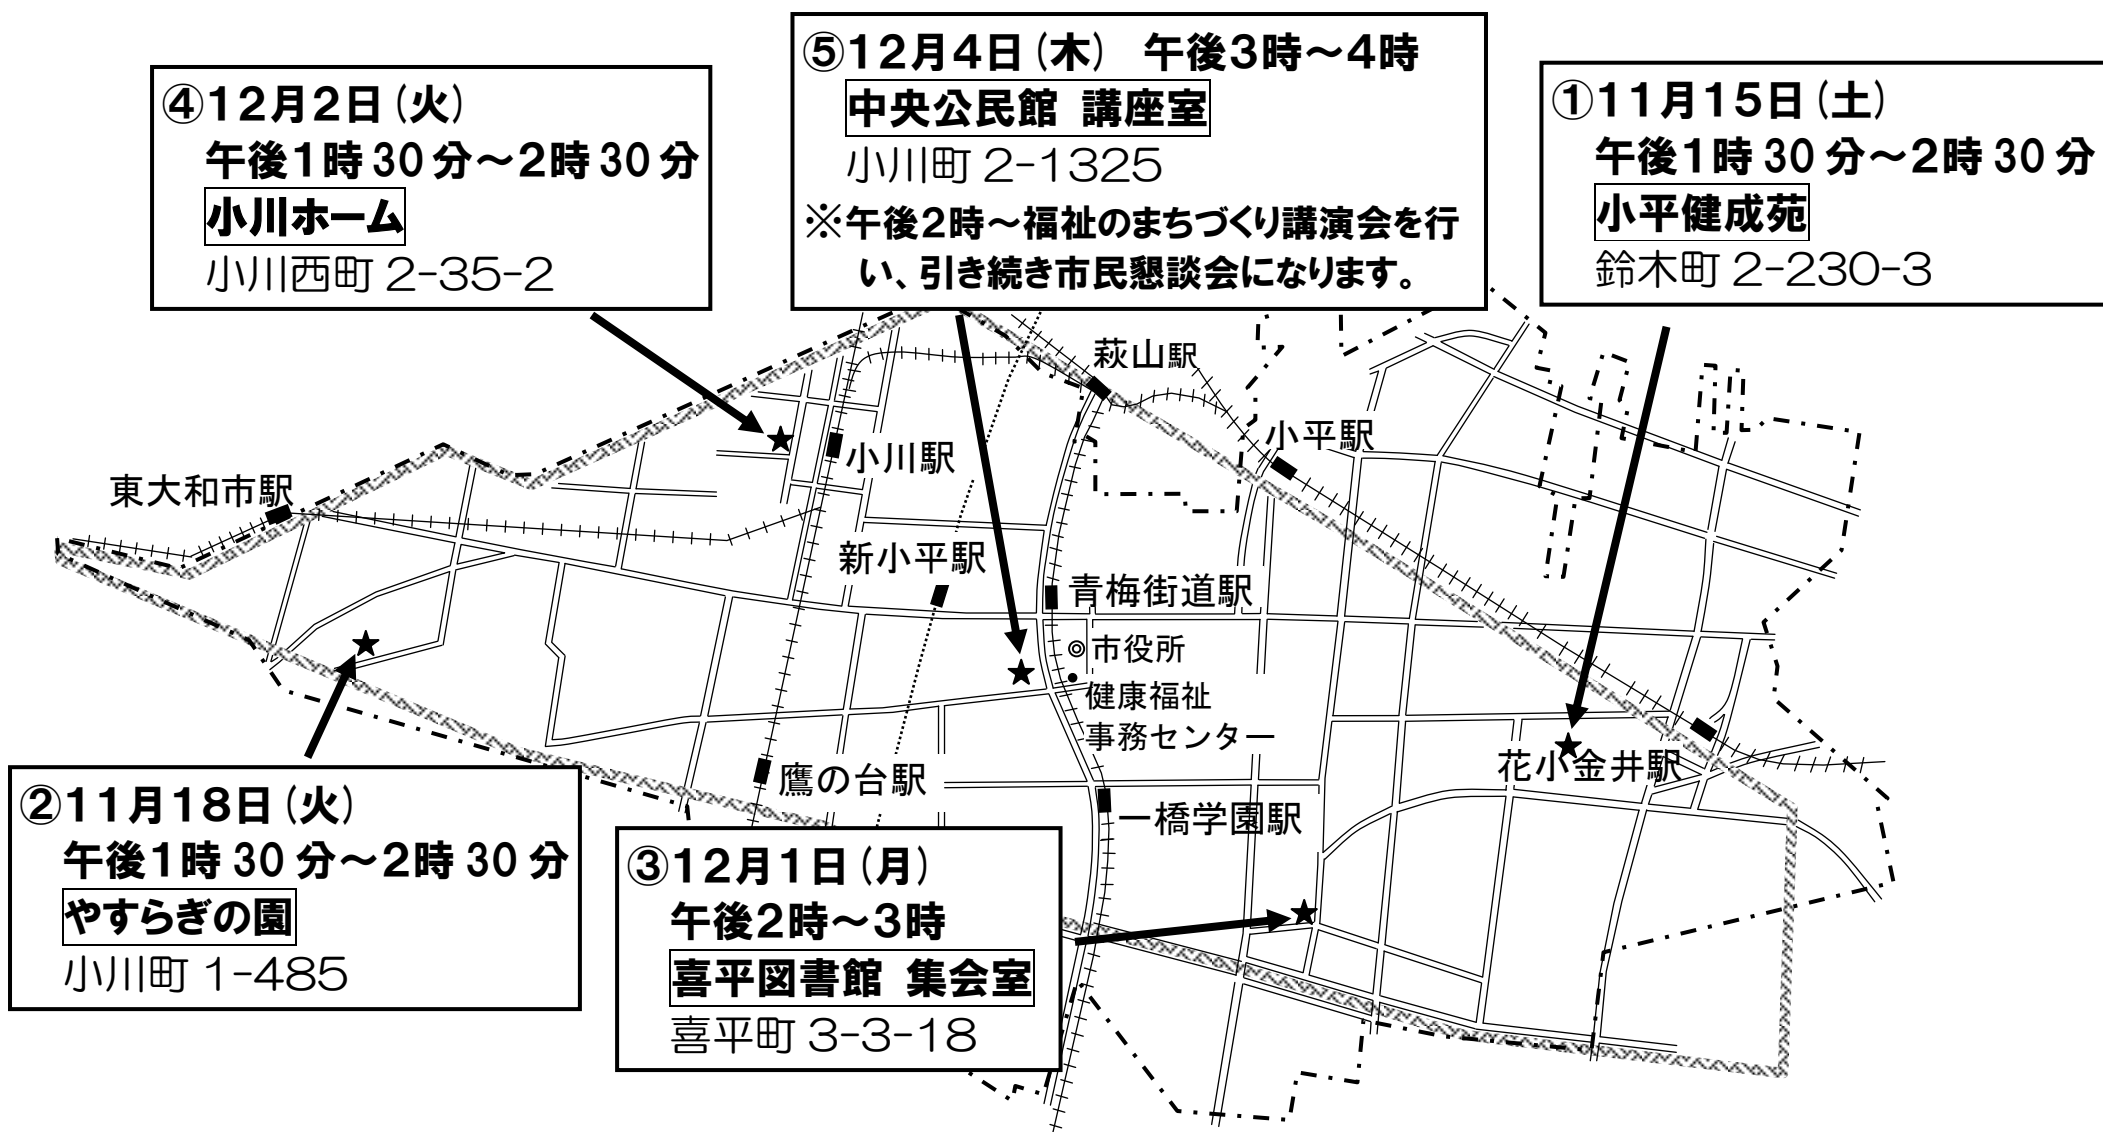 ④12月2日(火)
午後1時30分～2時30分
小川ホーム
小川西町 2-35-2
⑤12月4日(木) 午後3時～4時
中央公民館 講座室
小川町 2-1325
※午後2時～福祉のまちづくり講演会を行
い、引き続き市民懇談会になります。
①11月15日(土)
午後1時30分～2時30分
小平健成苑
鈴木町 2-230-3
萩山駅
小平駅
小川駅
東大和市駅
新小平駅
青梅街道駅
◎市役所
健康福祉
事務センター
花小金井駅
鷹の台駅
一橋学園駅
②11月18日(火)
午後1時30分～2時30分
やすらぎの園
小川町 1-485
③12月1日(月)
午後2時～3時
喜平図書館 集会室
喜平町 3-3-18